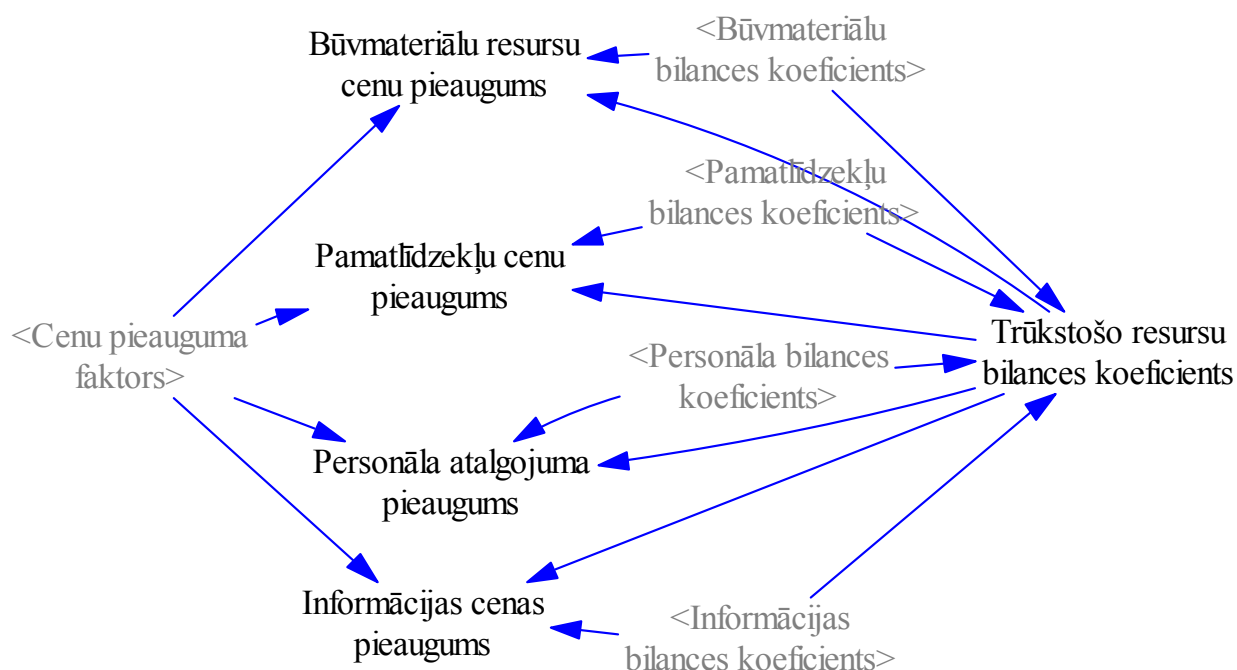 Būvmateriālu resursu
cenu pieaugums
<Būvmateriālu
bilances koeficients>
<Pamatlīdzekļu
bilances koeficients>
Pamatlīdzekļu cenu
pieaugums
<Cenu pieauguma
faktors>
Trūkstošo resursu
bilances koeficients
<Personāla bilances
koeficients>
Personāla atalgojuma
pieaugums
Informācijas cenas
pieaugums
<Informācijas
bilances koeficients>